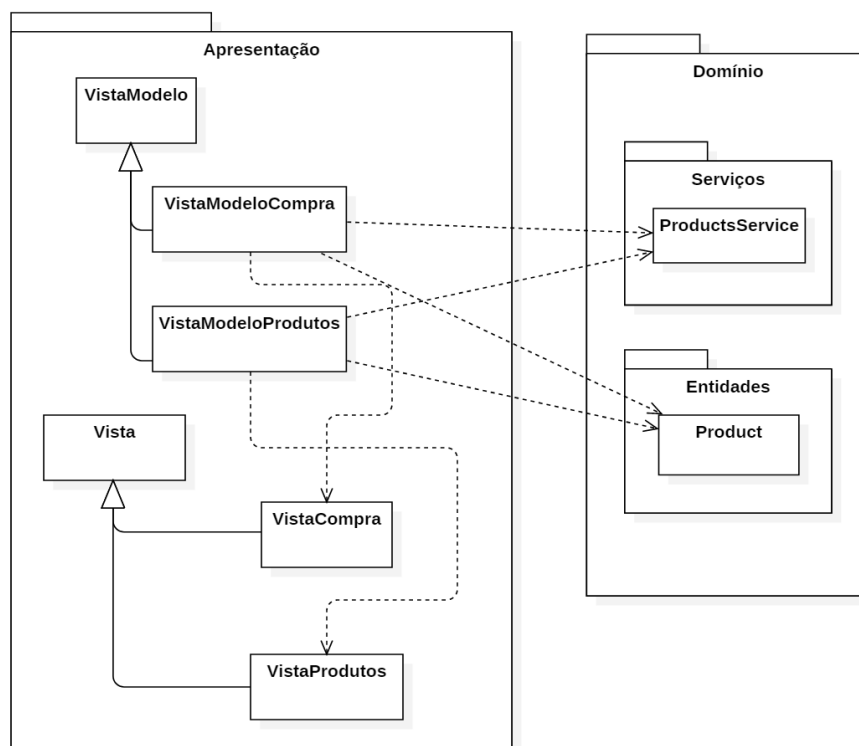 Apresentação
VistaModelo
VistaModeloCompra
VistaModeloProdutos
Vista
VistaCompra
VistaProdutos
Domínio
Serviços
ProductsService
Entidades
Product